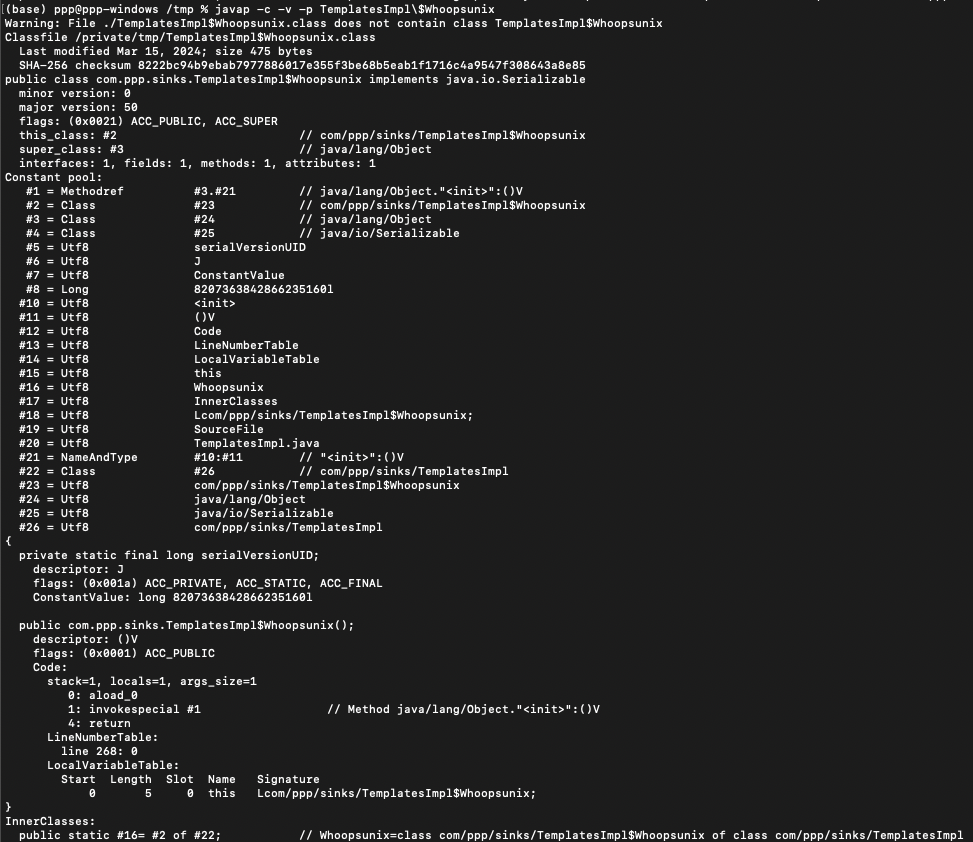 (base) ppp@ppp-windows /tmp % javap -c -v -p TemplatesImpl\$Whoopsunix
Warning: File ./TemplatesImpl$Whoopsunix.class does not contain class TemplatesImpl$Whoopsunix
Classfile /private/tmp/TemplatesImpl$Whoopsunix.class
  Last modified Mar 15, 2024; size 475 bytes
  SHA-256 checksum 8222bc94b9ebab7977886017e355f3be68b5eab1f1716c4a9547f308643a8e85
public class com.ppp.sinks.TemplatesImpl$Whoopsunix implements java.io.Serializable
  minor version: 0
  major version: 50
  flags: (0x0021) ACC_PUBLIC, ACC_SUPER
  this_class: #2                          // com/ppp/sinks/TemplatesImpl$Whoopsunix
  super_class: #3                         // java/lang/Object
  interfaces: 1, fields: 1, methods: 1, attributes: 1
Constant pool:
   #1 = Methodref          #3.#21         // java/lang/Object."<init>":()V
   #2 = Class              #23            // com/ppp/sinks/TemplatesImpl$Whoopsunix
   #3 = Class              #24            // java/lang/Object
   #4 = Class              #25            // java/io/Serializable
   #5 = Utf8               serialVersionUID
   #6 = Utf8               J
   #7 = Utf8               ConstantValue
   #8 = Long               8207363842866235160l
  #10 = Utf8               <init>
  #11 = Utf8               ()V
  #12 = Utf8               Code
  #13 = Utf8               LineNumberTable
  #14 = Utf8               LocalVariableTable
  #15 = Utf8               this
  #16 = Utf8               Whoopsunix
  #17 = Utf8               InnerClasses
  #18 = Utf8               Lcom/ppp/sinks/TemplatesImpl$Whoopsunix;
  #19 = Utf8               SourceFile
  #20 = Utf8               TemplatesImpl.java
  #21 = NameAndType        #10:#11        // "<init>":()V
  #22 = Class              #26            // com/ppp/sinks/TemplatesImpl
  #23 = Utf8               com/ppp/sinks/TemplatesImpl$Whoopsunix
  #24 = Utf8               java/lang/Object
  #25 = Utf8               java/io/Serializable
  #26 = Utf8               com/ppp/sinks/TemplatesImpl
{
  private static final long serialVersionUID;
    descriptor: J
    flags: (0x001a) ACC_PRIVATE, ACC_STATIC, ACC_FINAL
    ConstantValue: long 8207363842866235160l

  public com.ppp.sinks.TemplatesImpl$Whoopsunix();
    descriptor: ()V
    flags: (0x0001) ACC_PUBLIC
    Code:
      stack=1, locals=1, args_size=1
         0: aload_0
         1: invokespecial #1                  // Method java/lang/Object."<init>":()V
         4: return
      LineNumberTable:
        line 268: 0
      LocalVariableTable:
        Start  Length  Slot  Name   Signature
            0       5     0  this   Lcom/ppp/sinks/TemplatesImpl$Whoopsunix;
}
InnerClasses:
  public static #16= #2 of #22;           // Whoopsunix=class com/ppp/sinks/TemplatesImpl$Whoopsunix of class com/ppp/sinks/TemplatesImpl